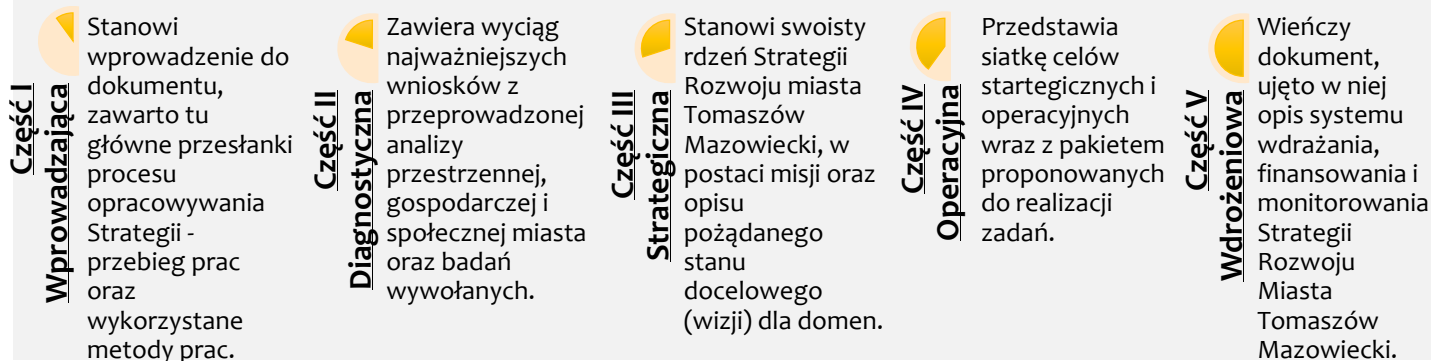 Część I
Wprowadzająca
Stanowi
wprowadzenie do
dokumentu,
zawarto tu
główne przesłanki
procesu
opracowywania
Strategii -
przebieg prac
oraz
wykorzystane
metody prac.
Część II
Diagnostyczna
Zawiera wyciąg
najważniejszych
wniosków z
przeprowadzonej
analizy
przestrzennej,
gospodarczej i
społecznej miasta
oraz badań
wywołanych.
Część III
Strategiczna
Stanowi swoisty
rdzeń Strategii
Rozwoju miasta
Tomaszów
Mazowiecki, w
postaci misji oraz
opisu
pożądanego
stanu
docelowego
(wizji) dla domen.
Część IV
Operacyjna
Przedstawia
siatkę celów
startegicznych i
operacyjnych
wraz z pakietem
proponowanych
do realizacji
zadań.
Część V
Wdrożeniowa
Wieńczy
dokument,
ujęto w niej
opis systemu
wdrażania,
finansowania i
monitorowania
Strategii
Rozwoju
Miasta
Tomaszów
Mazowiecki.